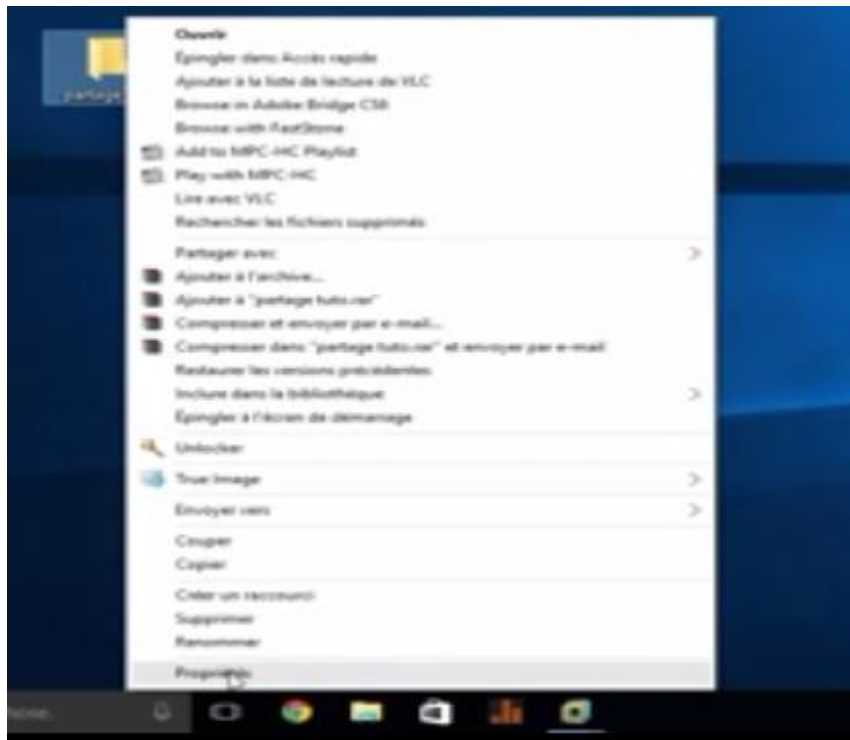 partage
Ouvrir
Épingler dans Accès rapide
Ajouter à la liste de lecture de VLC
Browse in Adobe Bridge CS6
Browse with FastStone
Add to MPC-HC Playlist
Play with MPC-HC
Lire avec VLC
Rechercher les fichiers supprimés
Partager avec
Ajouter à l'archive...
Ajouter à "partage tuto.rar"
Compresser et envoyer par e-mail...
Compresser dans "partage tuto.rar" et envoyer par e-mail
Restaurer les versions précédentes
Inclure dans la bibliothèque
Épingler à l'écran de démarrage
Unlocker
True Image
Envoyer vers
Couper
Copier
Créer un raccourci
Supprimer
Renommer
Propriétés